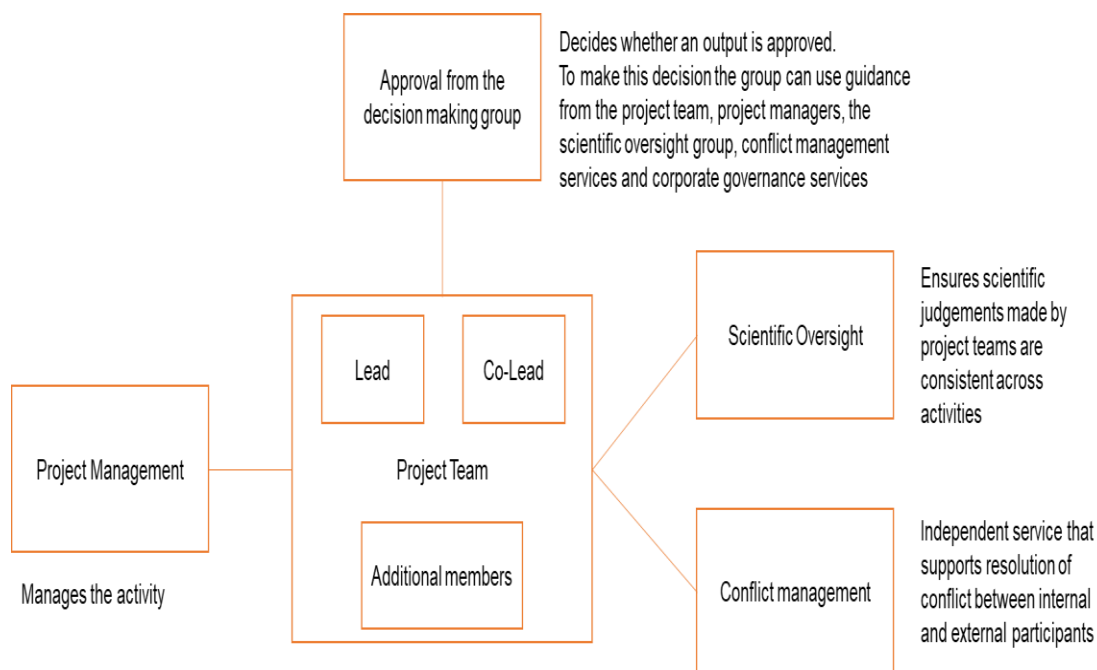 Approval from the
decision making group
Decides whether an output is approved.
To make this decision the group can use guidance
from the project team, project managers, the
scientific oversight group, conflict management
services and corporate governance services
Lead
Co-Lead
Project Team
Additional members
Project Management
Manages the activity
Scientific Oversight
Ensures scientific
judgements made by
project teams are
consistent across
activities
Conflict management
Independent service that
supports resolution of
conflict between internal
and external participants